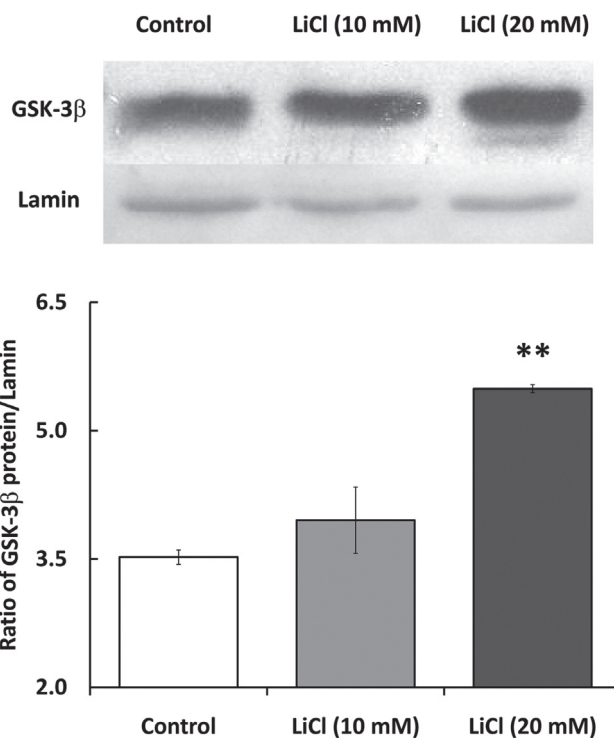 Control LiCl (10 mM) LiCl (20 mM)
GSK-3β
Lamin
Ratio of GSK-3β protein/Lamin
6.5
5.0
3.5
2.0
**
Control LiCl (10 mM) LiCl (20 mM)